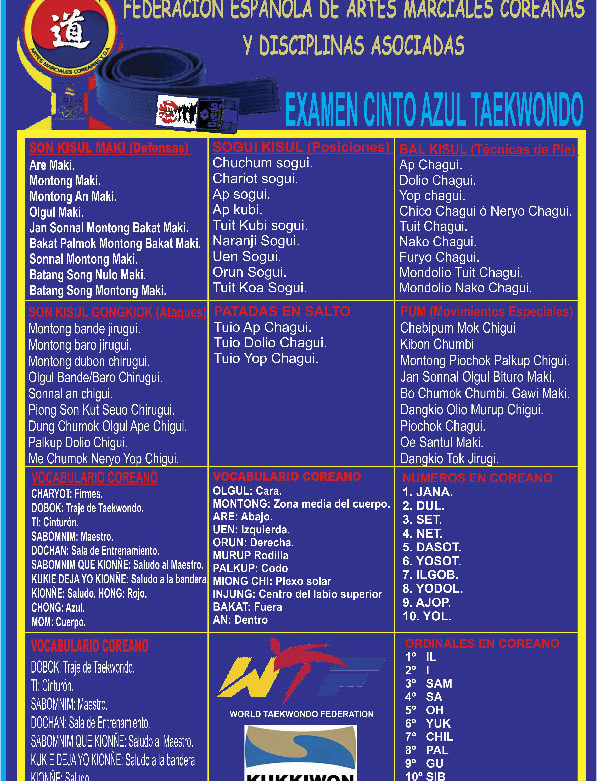 FEDERACIÓN ESPAÑOLA DE ARTES MARCIALES COREANAS
Y DISCIPLINAS ASOCIADAS
道
EXAMEN CINTO AZUL TAEKWONDO
SON KISUL MAKI (Defensas)
Are Maki.
Montong Maki.
Montong An Maki.
Olgul Maki.
Jan Sonnal Montong Bakat Maki.
Bakat Palmok Montong Bakat Maki.
Sonnal Montong Maki.
Batang Song Nulo Maki.
Batang Song Montong Maki.
SOGUI KISUL (Posiciones)
Chuchum sogui.
Chariot sogui.
Ap sogui.
Ap kubi.
Tuit Kubi sogui.
Naranji Sogui.
Uen Sogui.
Orun Sogui.
Tuit Koa Sogui.
BAL KISUL (Técnicas de Pie)
Ap Chagui.
Dolio Chagui.
Yop chagui.
Chico Chagui ó Neryo Chagui.
Tuit Chagui.
Nako Chagui.
Furyo Chagui.
Mondolio Tuit Chagui.
Mondolio Nako Chagui.
SON KISUL GONGKIOK (Ataques)
Montong bande jirugui.
Montong baro jirugui.
Montong dubon chirugui.
Olgul Bande/Baro Chirugui.
Sonnal an chigui.
Piong Son Kut Seuo Chirugui.
Dung Chumok Olgul Ape Chigui.
Palkup Dolio Chigui.
Me Chumok Neryo Yop Chigui.
PATADAS EN SALTO
Tuio Ap Chagui.
Tuio Dolio Chagui.
Tuio Yop Chagui.
PUM (Movimientos Especiales)
Chebipum Mok Chigui
Kibon Chumbi
Montong Piochok Palkup Chigui.
Jan Sonnal Olgul Bituro Maki.
Bo Chumok Chumbi. Gawi Maki.
Dangkio Olio Murup Chigui.
Piochok Chagui.
Oe Santul Maki.
Dangkio Tok Jirugi.
VOCABULARIO COREANO
CHARYOT: Firmes.
DOBOK: Traje de Taekwondo.
TI: Cinturón.
SABOMNIM: Maestro.
DOCHAN: Sala de Entrenamiento.
SABOMNIM QUE KIONÑE: Saludo al Maestro.
KUKIE DEJA YO KIONÑE: Saludo a la bandera
KIONÑE: Saludo. HONG: Rojo.
CHONG: Azul.
MOM: Cuerpo.
VOCABULARIO COREANO
OLGUL: Cara.
MONTONG: Zona media del cuerpo.
ARE: Abajo.
UEN: Izquierda.
ORUN: Derecha.
MURUP Rodilla
PALKUP: Codo
MIONG CHI: Plexo solar
INJUNG: Centro del labio superior
BAKAT: Fuera
AN: Dentro
NUMEROS EN COREANO
1. JANA.
2. DUL.
3. SET.
4. NET.
5. DASOT.
6. YOSOT.
7. ILGOB.
8. YODOL.
9. AJOP.
10. YOL.
VOCABULARIO COREANO
DOBOK: Traje de Taekwondo.
TI: Cinturón.
SABOMNIM: Maestro.
DOCHAN: Sala de Entrenamiento.
SABOMNIM QUE KIONÑE: Saludo al Maestro.
KUKIE DEJA YO KIONÑE: Saludo a la bandera
KIONÑE: Saludo
WTF
WORLD TAEKWONDO FEDERATION
KUKKIWON
ORDINALES EN COREANO
1º IL
2º I
3º SAM
4º SA
5º OH
6º YUK
7º CHIL
8º PAL
9º GU
10º SIB